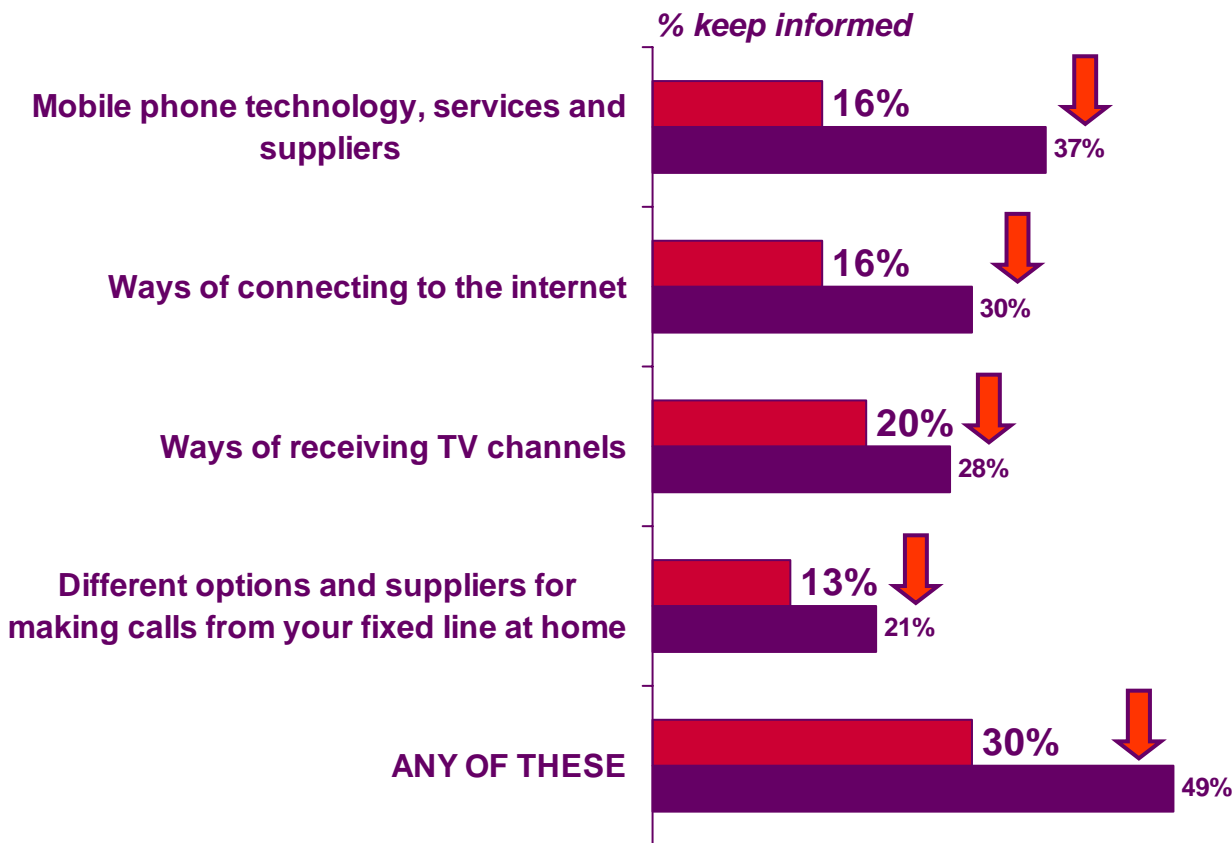 % keep informed
Mobile phone technology, services and
suppliers
16%
37%
Ways of connecting to the internet
16%
30%
Ways of receiving TV channels
20%
28%
Different options and suppliers for
making calls from your fixed line at home
13%
21%
ANY OF THESE
30%
49%